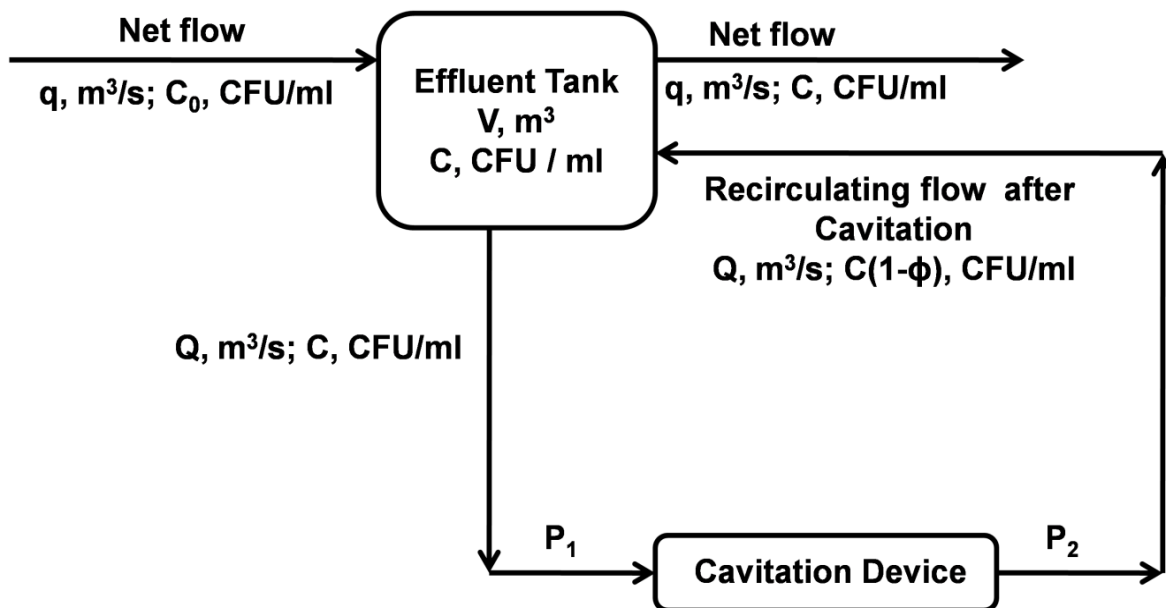 Net flow
q, m³/s; C₀, CFU/ml
Effluent Tank
V, m³
C, CFU / ml
Net flow
q, m³/s; C, CFU/ml
Recirculating flow after
Cavitation
Q, m³/s; C(1-ϕ), CFU/ml
Q, m³/s; C, CFU/ml
P₁
Cavitation Device
P₂